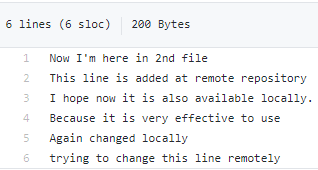 6 lines (6 sloc) 200 Bytes
1 Now I'm here in 2nd file
2 This line is added at remote repository
3 I hope now it is also available locally.
4 Because it is very effective to use
5 Again changed locally
6 trying to change this line remotely